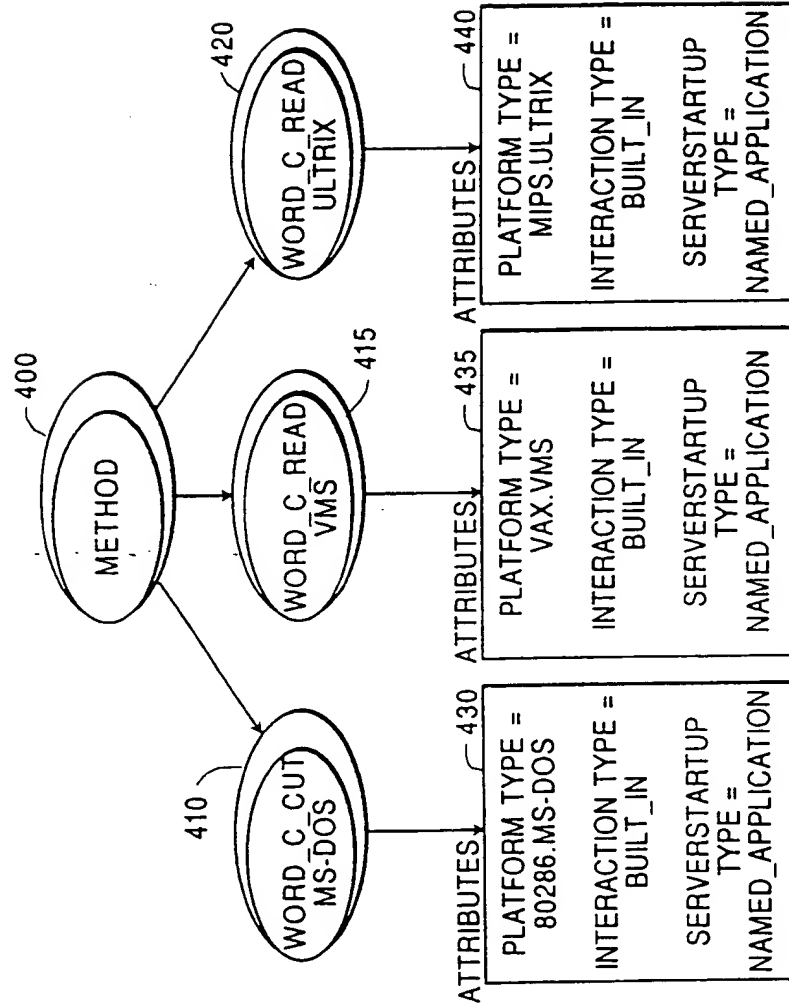 400
METHOD
410
WORD_C_CUT
MS-DOS
WORD_C_READ
VMS
415
WORD_C_READ
ULTRIX
420
ATTRIBUTES
430
PLATFORM TYPE =
80286.MS-DOS
INTERACTION TYPE =
BUILT_IN
SERVERSTARTUP
TYPE =
NAMED_APPLICATION
ATTRIBUTES
435
PLATFORM TYPE =
VAX.VMS
INTERACTION TYPE =
BUILT_IN
SERVERSTARTUP
TYPE =
NAMED_APPLICATION
ATTRIBUTES
440
PLATFORM TYPE =
MIPS.ULTRIX
INTERACTION TYPE =
BUILT_IN
SERVERSTARTUP
TYPE =
NAMED_APPLICATION